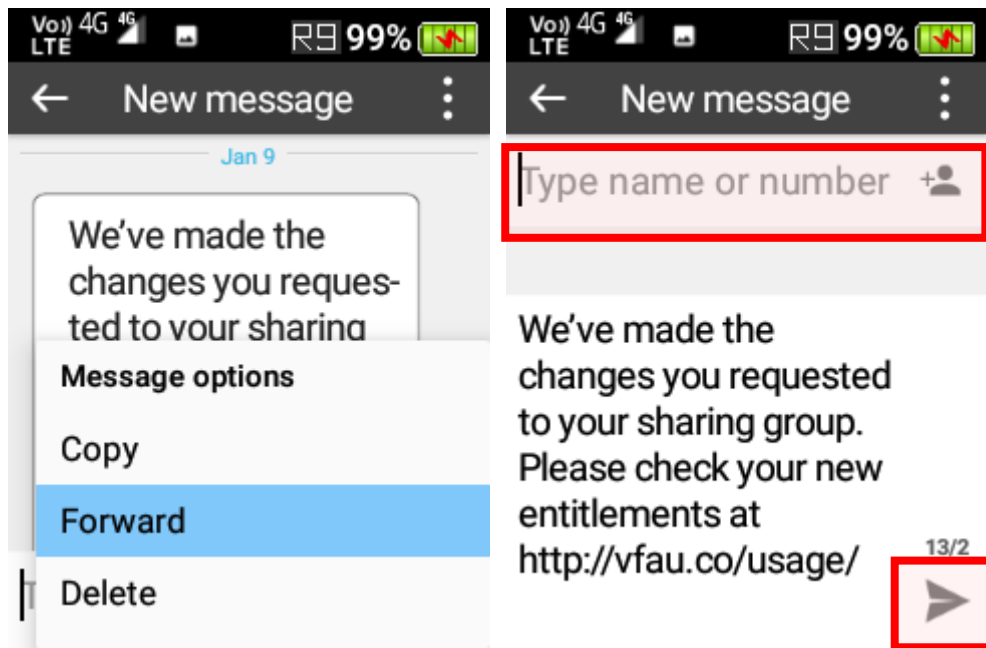 Vo)) 4G 4G
LTE
99%
New message
Jan 9
We've made the
changes you reques-
ted to your sharing
Message options
Copy
Forward
Delete
Vo)) 4G 4G
LTE
99%
New message
Type name or number
We've made the
changes you requested
to your sharing group.
Please check your new
entitlements at
http://vfau.co/usage/
13/2